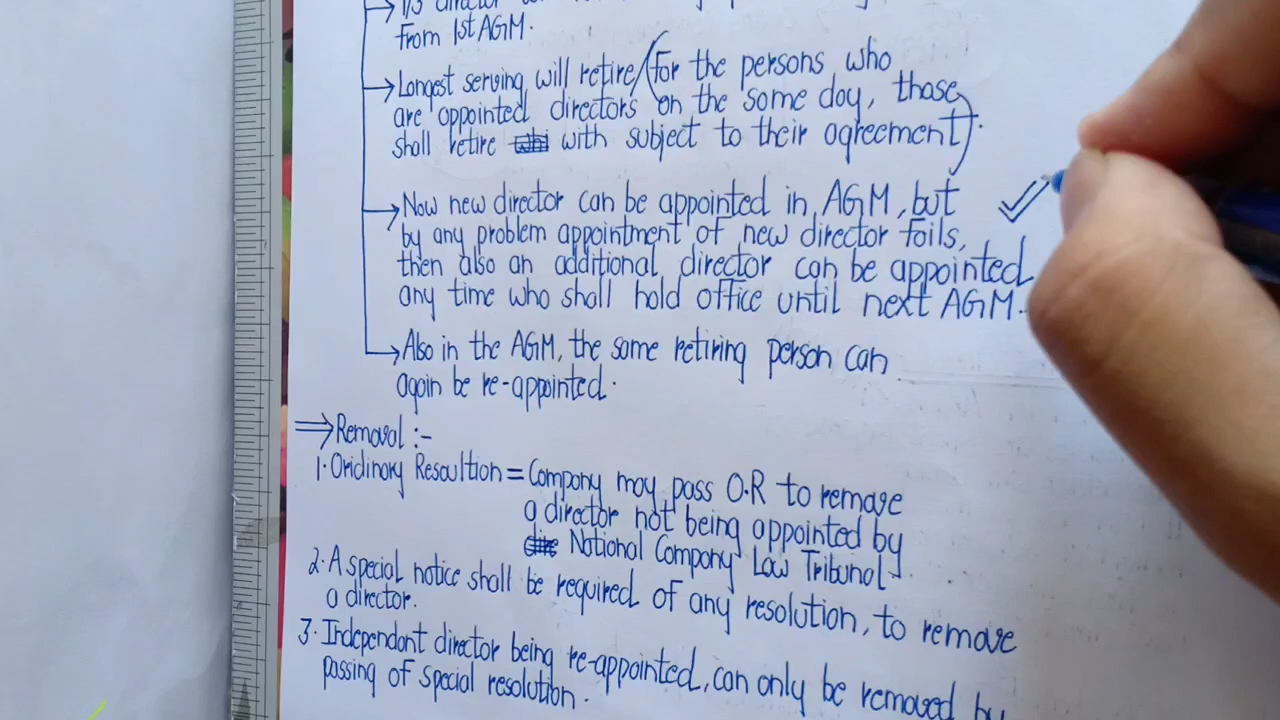 1/3 director
from 1st AGM.
Longest serving will retire/(for the persons who
are appointed directors on the same day, those
shall retire with subject to their agreement).
Now new director can be appointed in AGM, but
by any problem appointment of new director fails,
then also an additional director can be appointed
any time who shall hold office until next AGM.
Also in the AGM, the same retiring person can
again be re-appointed.
⇒ Removal :-
1. Oridinary Resoultion = Company may pass O.R to remove
a director not being appointed by
National Company Law Tribunal.
2. A special notice shall be required of any resolution, to remove
a director.
3. Independant director being re-appointed, can only be removed by
passing of special resolution.